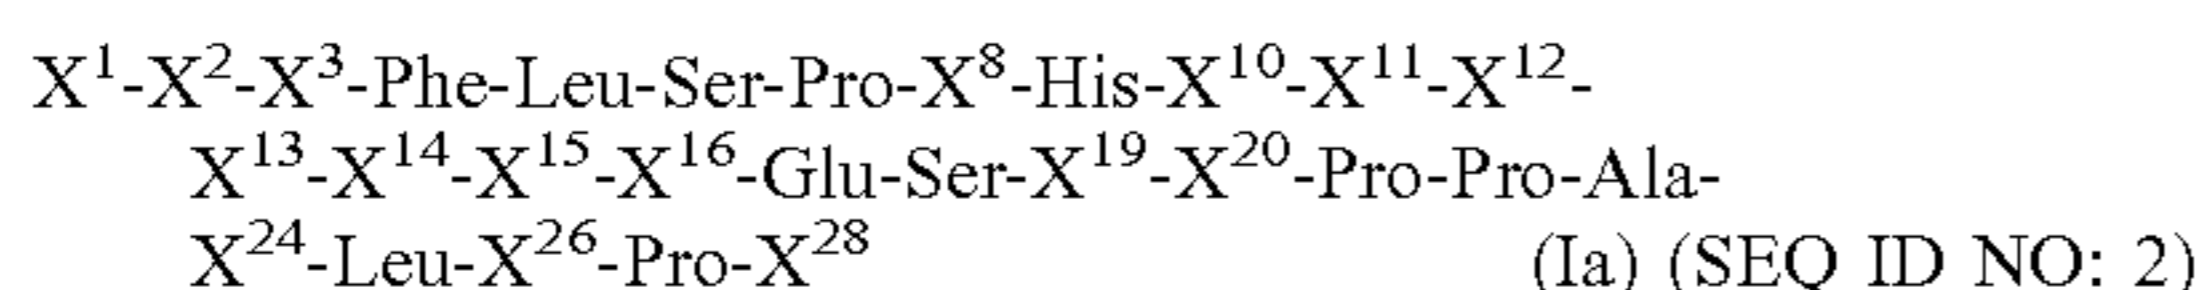 X¹-X²-X³-Phe-Leu-Ser-Pro-X⁸-His-X¹⁰-X¹¹-X¹²-
X¹³-X¹⁴-X¹⁵-X¹⁶-Glu-Ser-X¹⁹-X²⁰-Pro-Pro-Ala-
X²⁴-Leu-X²⁶-Pro-X²⁸ (Ia) (SEQ ID NO: 2)